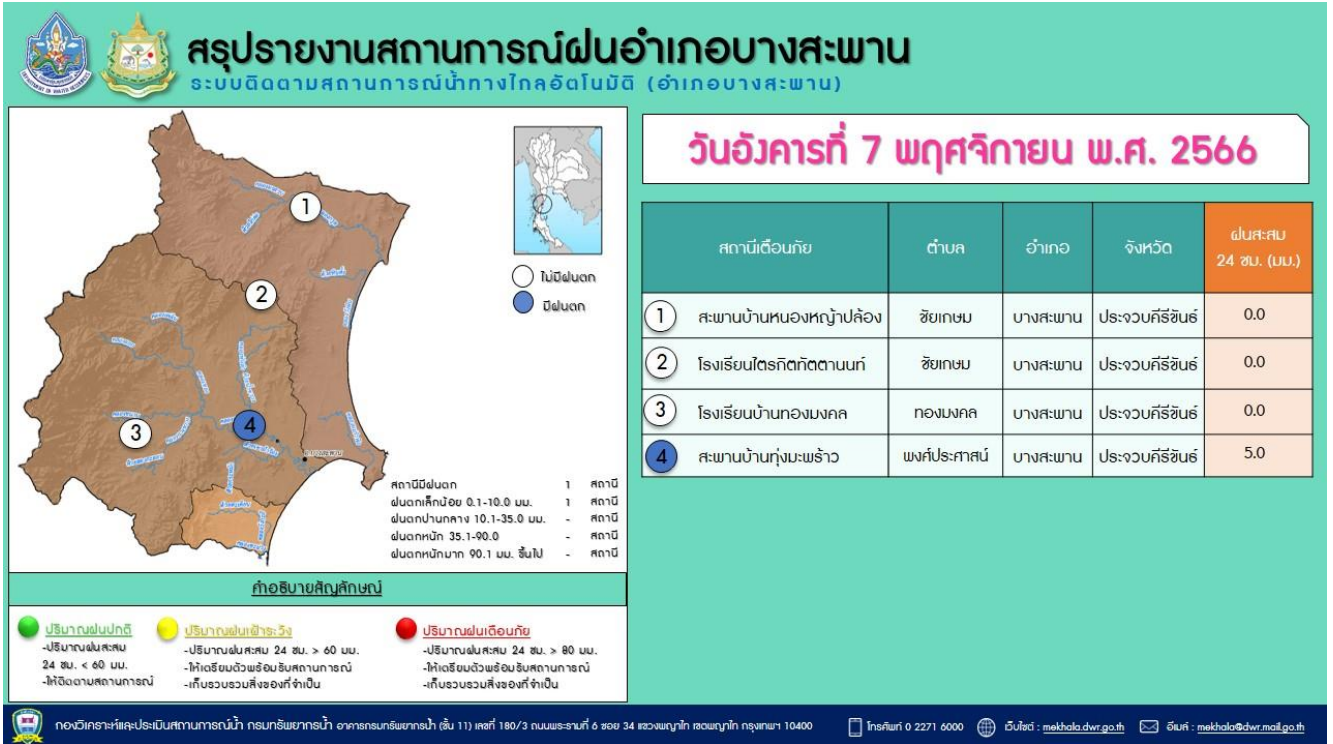 สรุปรายงานสถานการณ์ฝนอำเภอบางสะพาน
ระบบติดตามสถานการณ์น้ำทางไกลอัตโนมัติ (อำเภอบางสะพาน)
วันอังคารที่ 7 พฤศจิกายน พ.ศ. 2566
1
2
3
4
ไม่มีฝนตก
มีฝนตก
สถานีมีฝนตก 1 สถานี
ฝนตกเล็กน้อย 0.1-10.0 มม. 1 สถานี
ฝนตกปานกลาง 10.1-35.0 มม. - สถานี
ฝนตกหนัก 35.1-90.0 - สถานี
ฝนตกหนักมาก 90.1 มม. ขึ้นไป - สถานี
คำอธิบายสัญลักษณ์
ปริมาณฝนปกติ
-ปริมาณฝนสะสม
24 ชม. < 60 มม.
-ให้ติดตามสถานการณ์
ปริมาณฝนเฝ้าระวัง
-ปริมาณฝนสะสม 24 ชม. > 60 มม.
-ให้เตรียมตัวพร้อมรับสถานการณ์
-เก็บรวบรวมสิ่งของที่จำเป็น
ปริมาณฝนเตือนภัย
-ปริมาณฝนสะสม 24 ชม. > 80 มม.
-ให้เตรียมตัวพร้อมรับสถานการณ์
-เก็บรวบรวมสิ่งของที่จำเป็น
สถานีเตือนภัย ตำบล อำเภอ จังหวัด ฝนสะสม
24 ชม. (มม.)
1 สะพานบ้านหนองหญ้าปล้อง ชัยเกษม บางสะพาน ประจวบคีรีขันธ์ 0.0
2 โรงเรียนไตรกิตทัตตานนท์ ชัยเกษม บางสะพาน ประจวบคีรีขันธ์ 0.0
3 โรงเรียนบ้านทองมงคล ทองมงคล บางสะพาน ประจวบคีรีขันธ์ 0.0
4 สะพานบ้านทุ่งมะพร้าว พงศ์ประศาสน์ บางสะพาน ประจวบคีรีขันธ์ 5.0
กองวิเคราะห์และประเมินสถานการณ์น้ำ กรมทรัพยากรน้ำ อาคารกรมทรัพยากรน้ำ (ชั้น 11) เลขที่ 180/3 ถนนพระรามที่ 6 ซอย 34 แขวงพญาไท เขตพญาไท กรุงเทพฯ 10400 โทรศัพท์ 0 2271 6000 เว็บไซต์ : mekhala.dwr.go.th อีเมล์ : mekhala@dwr.mail.go.th